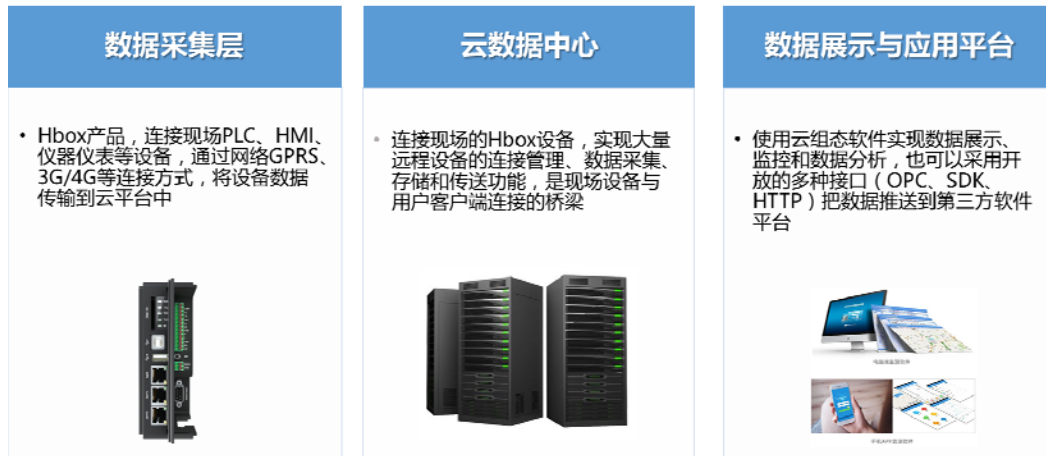 数据采集层
• Hbox产品，连接现场PLC、HMI、
仪器仪表等设备，通过网络GPRS、
3G/4G等连接方式，将设备数据
传输到云平台中
云数据中心
• 连接现场的Hbox设备，实现大量
远程设备的连接管理、数据采集、
存储和传送功能，是现场设备与
用户客户端连接的桥梁
数据展示与应用平台
• 使用云组态软件实现数据展示、
监控和数据分析，也可以采用开
放的多种接口（OPC、SDK、
HTTP）把数据推送到第三方软件
平台